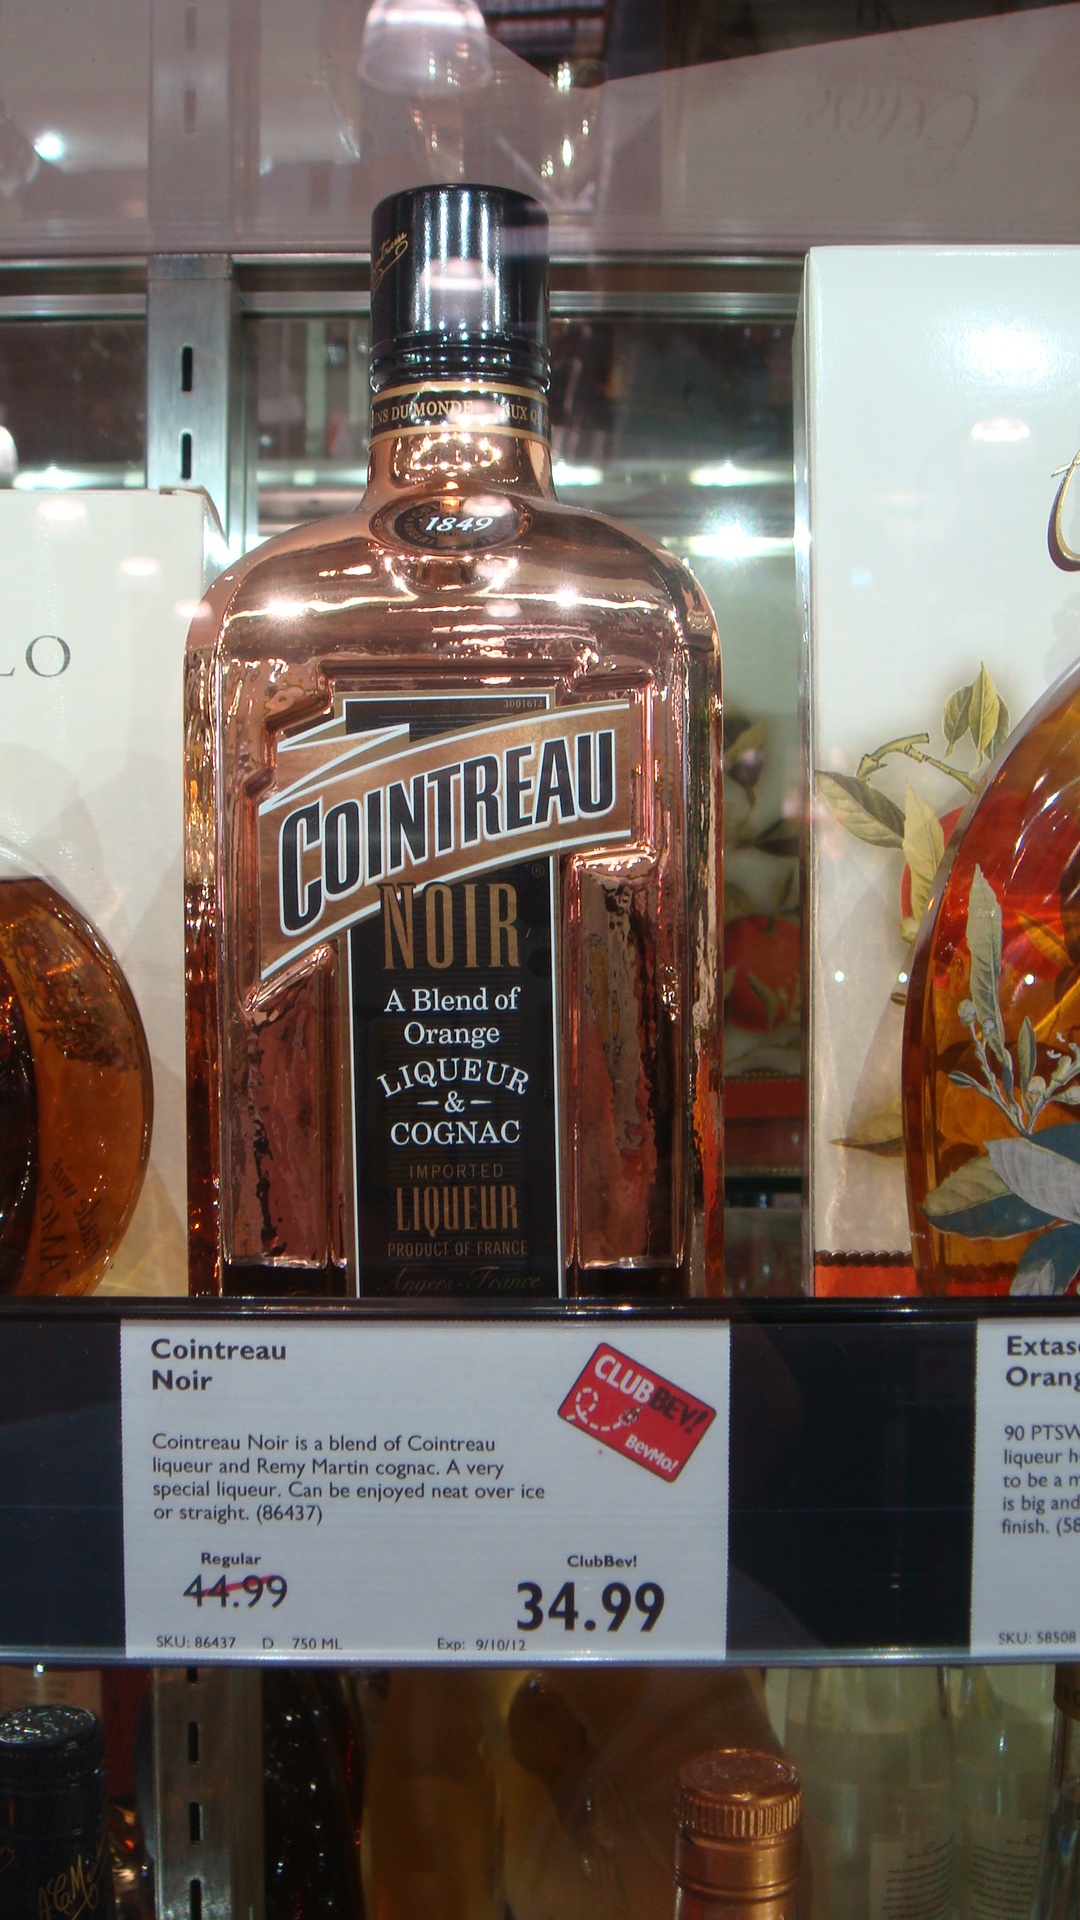 1849
LO
3001612
COINTREAU
NOIR
A Blend of
Orange
LIQUEUR
-&-
COGNAC
IMPORTED
LIQUEUR
PRODUCT OF FRANCE
Angers-France
Cointreau
Noir
CLUBBEV!
BevMo!
Cointreau Noir is a blend of Cointreau
liqueur and Remy Martin cognac. A very
special liqueur. Can be enjoyed neat over ice
or straight. (86437)
Regular
44.99
ClubBev!
34.99
SKU: 86437 D 750 ML Exp: 9/10/12
Extas
Orang
90 PTSW
liqueur h
to be a m
is big and
finish. (58
SKU: 58508